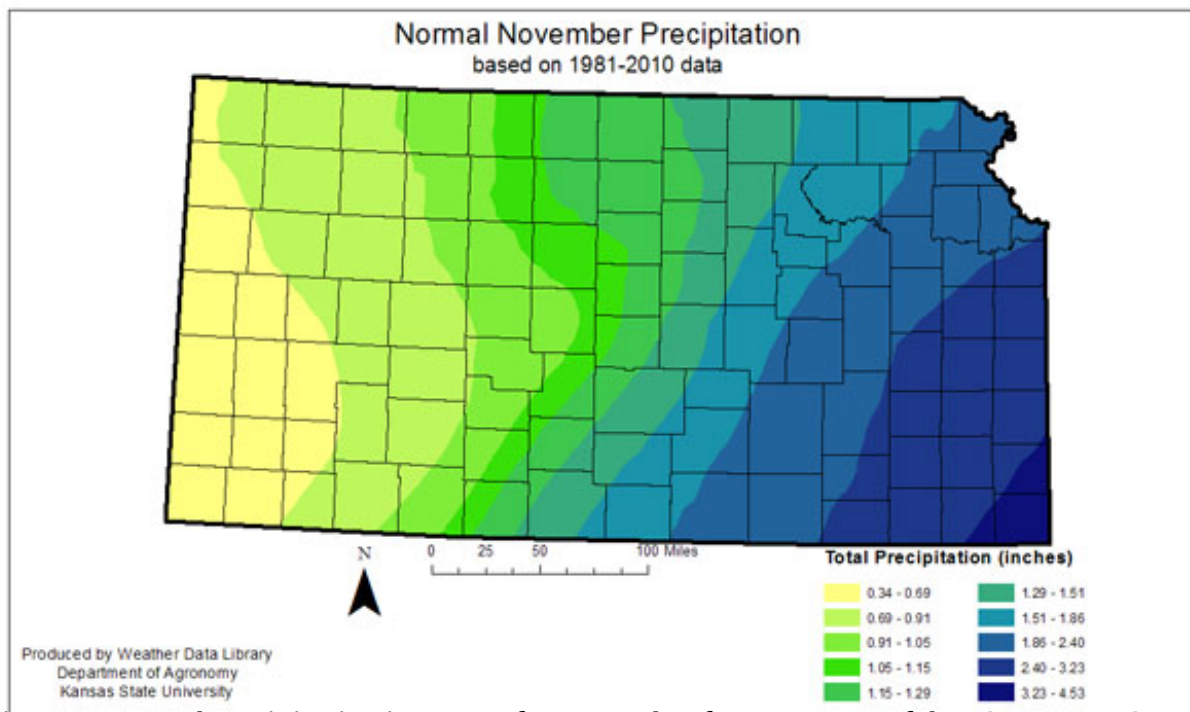 Normal November Precipitation
based on 1981-2010 data
N
0 25 50 100 Miles
Total Precipitation (inches)
0.34 - 0.69
0.69 - 0.91
0.91 - 1.05
1.05 - 1.15
1.15 - 1.29
1.29 - 1.51
1.51 - 1.86
1.86 - 2.40
2.40 - 3.23
3.23 - 4.53
Produced by Weather Data Library
Department of Agronomy
Kansas State University